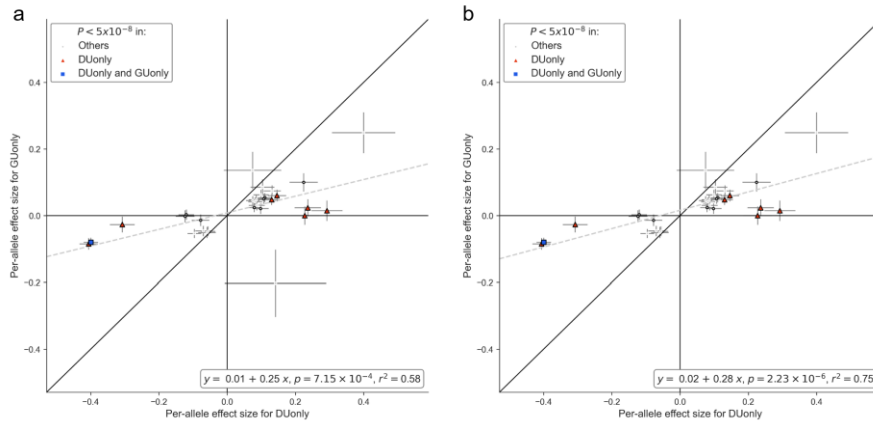 a
P < 5x10−8 in:
Others
DUonly
DUonly and GUonly
Per-allele effect size for GUonly
0.4
0.2
0.0
−0.2
−0.4
y = 0.01 + 0.25 x, p = 7.15 × 10−4, r2 = 0.58
−0.4 −0.2 0.0 0.2 0.4
Per-allele effect size for DUonly
b
P < 5x10−8 in:
Others
DUonly
DUonly and GUonly
Per-allele effect size for GUonly
0.4
0.2
0.0
−0.2
−0.4
y = 0.02 + 0.28 x, p = 2.23 × 10−6, r2 = 0.75
−0.4 −0.2 0.0 0.2 0.4
Per-allele effect size for DUonly